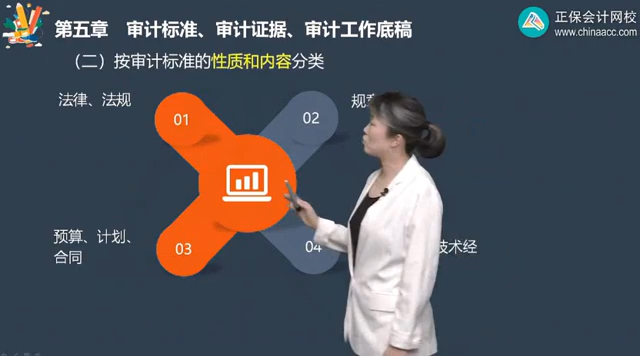 第五章 审计标准、审计证据、审计工作底稿
正保会计网校
www.chinaacc.com
（二）按审计标准的性质和内容分类
法律、法规
01
02
规章
预算、计划、
合同
03
04
技术经